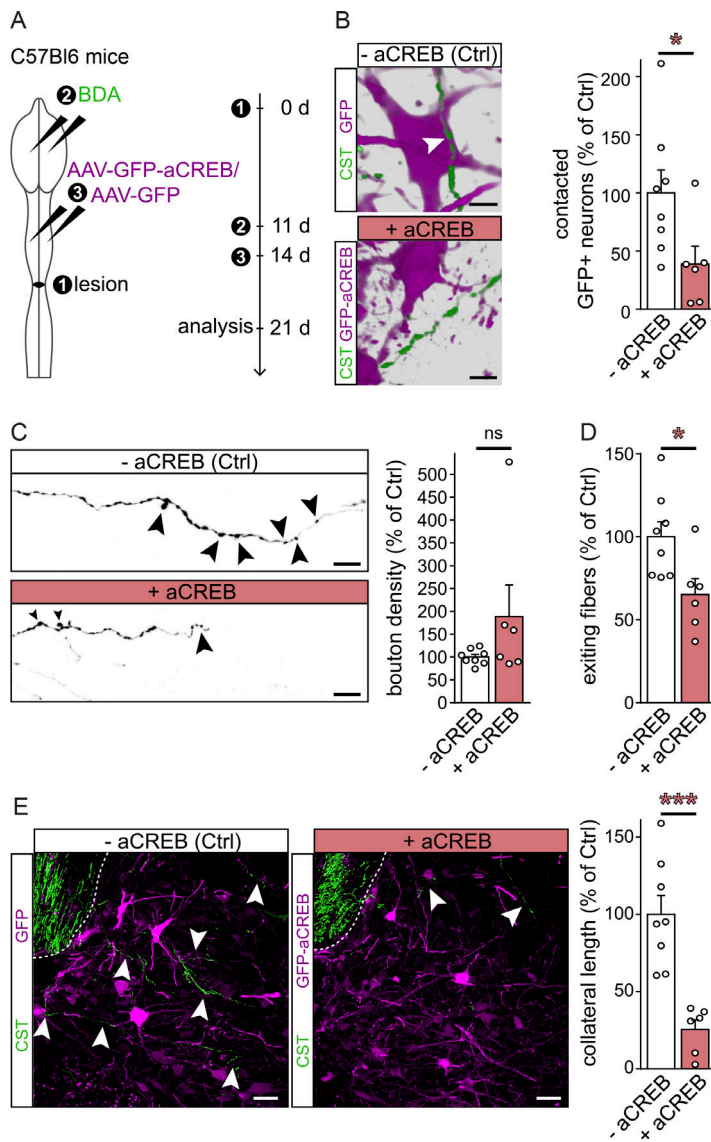 A
C57Bl6 mice
2 BDA
AAV-GFP-aCREB/
3 AAV-GFP
1 lesion
1 0 d
2 11 d
3 14 d
analysis 21 d
B
- aCREB (Ctrl)
CST GFP
+ aCREB
CST GFP-aCREB
*
contacted
GFP+ neurons (% of Ctrl)
200
150
100
50
0
- aCREB
+ aCREB
C
- aCREB (Ctrl)
+ aCREB
ns
bouton density (% of Ctrl)
500
450
400
350
300
250
200
150
100
50
0
- aCREB
+ aCREB
D
*
exiting fibers (% of Ctrl)
150
100
50
0
- aCREB
+ aCREB
E
- aCREB (Ctrl)
CST GFP
+ aCREB
CST GFP-aCREB
***
collateral length (% of Ctrl)
150
100
50
0
- aCREB
+ aCREB